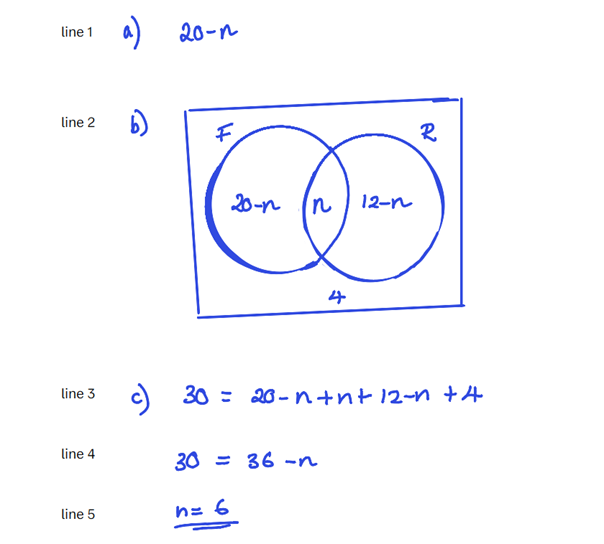 line 1 a) 20-n
line 2 b)
F R
20-n n 12-n
4
line 3 c) 30 = 20-n+n+12-n+4
line 4 30 = 36-n
line 5 n=6